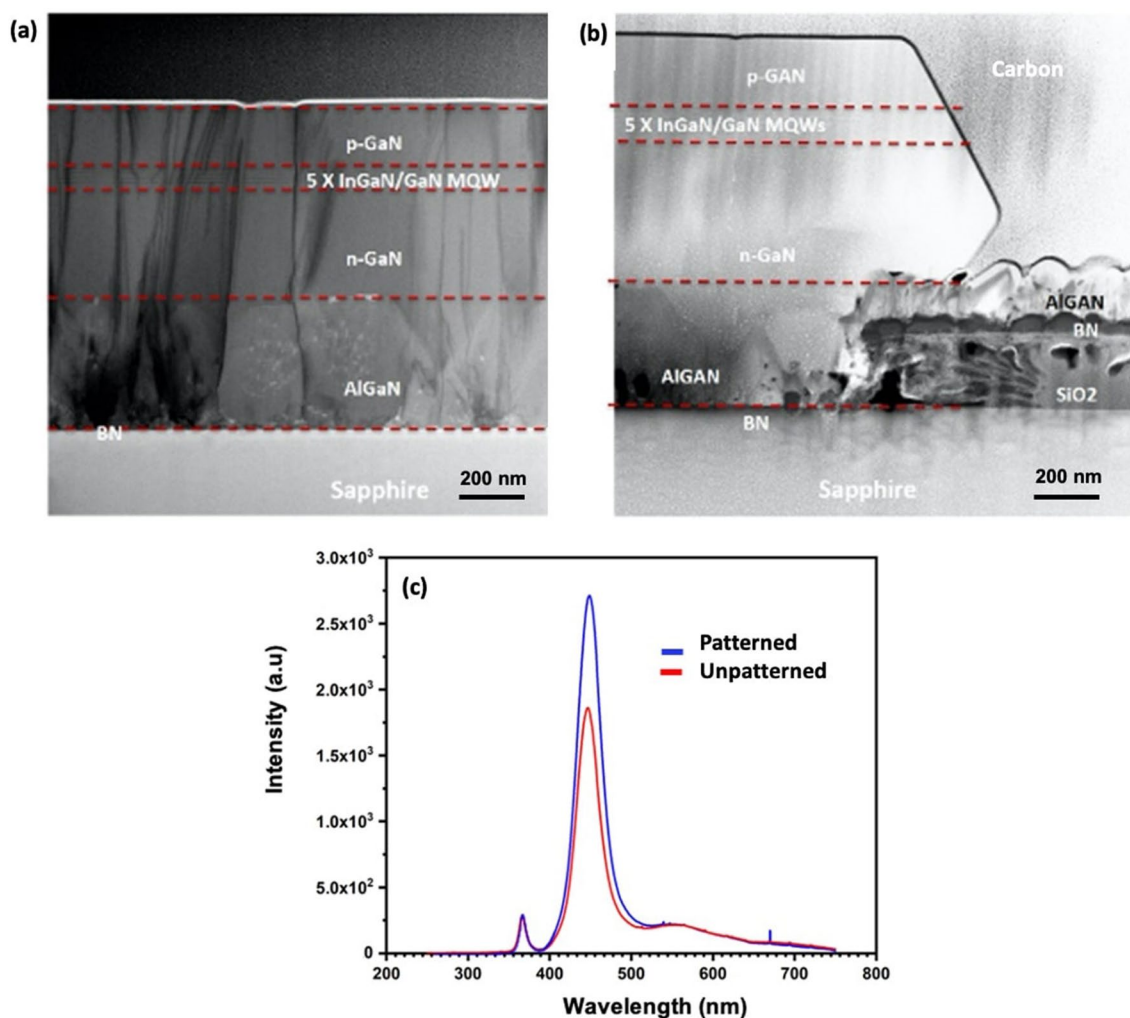 (a)
p-GaN
5 X InGaN/GaN MQW
n-GaN
AlGaN
BN
Sapphire
200 nm
(b)
p-GAN
Carbon
5 X InGaN/GaN MQWs
n-GaN
AlGAN
BN
AlGAN
SiO2
BN
Sapphire
200 nm
(c)
3.0x10³
2.5x10³
2.0x10³
1.5x10³
1.0x10³
5.0x10²
0
Intensity (a.u)
Patterned
Unpatterned
200 300 400 500 600 700 800
Wavelength (nm)